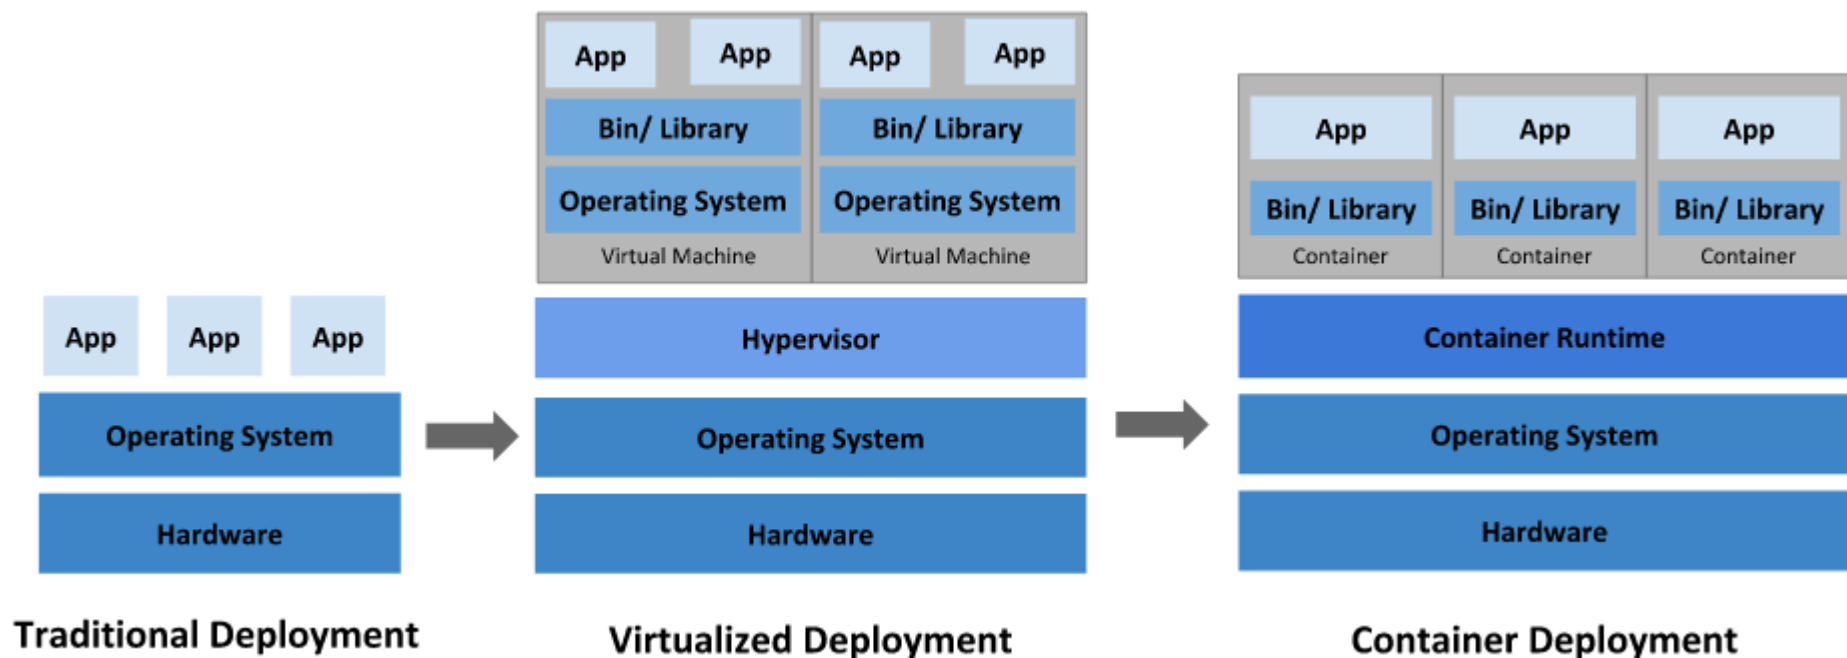 App App App
Operating System
Hardware
Traditional Deployment
App App App App
Bin/ Library Bin/ Library
Operating System Operating System
Virtual Machine Virtual Machine
Hypervisor
Operating System
Hardware
Virtualized Deployment
App App App
Bin/ Library Bin/ Library Bin/ Library
Container Container Container
Container Runtime
Operating System
Hardware
Container Deployment